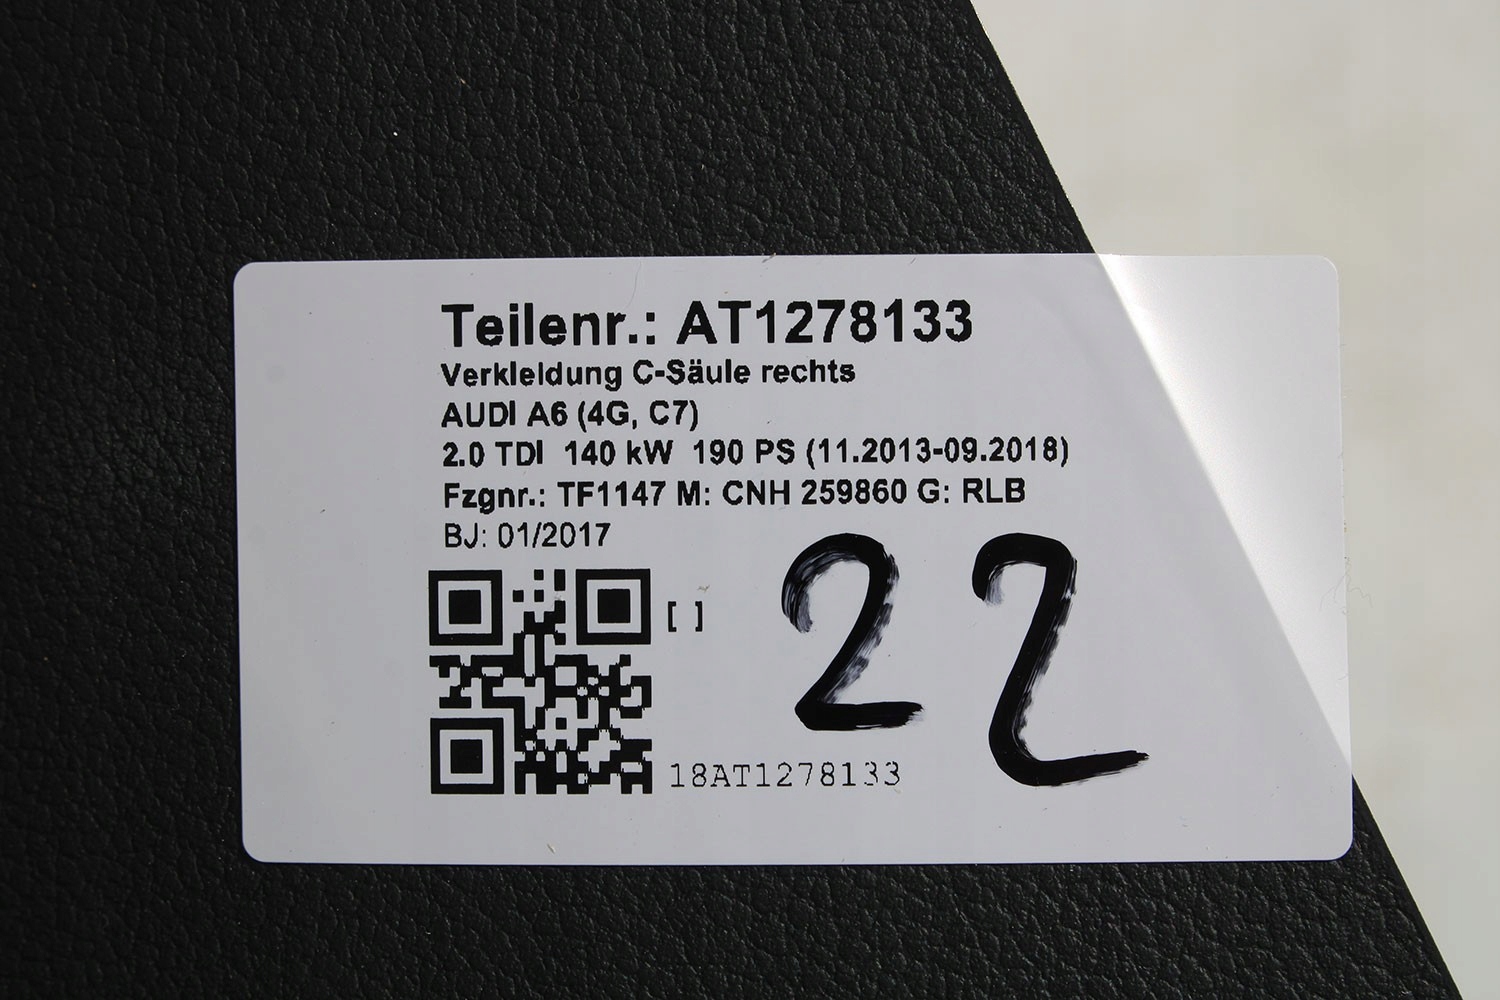 Teilenr.: AT1278133
Verkleidung C-Säule rechts
AUDI A6 (4G, C7)
2.0 TDI 140 kW 190 PS (11.2013-09.2018)
Fzgnr.: TF1147 M: CNH 259860 G: RLB
BJ: 01/2017
[ ]
22
18AT1278133